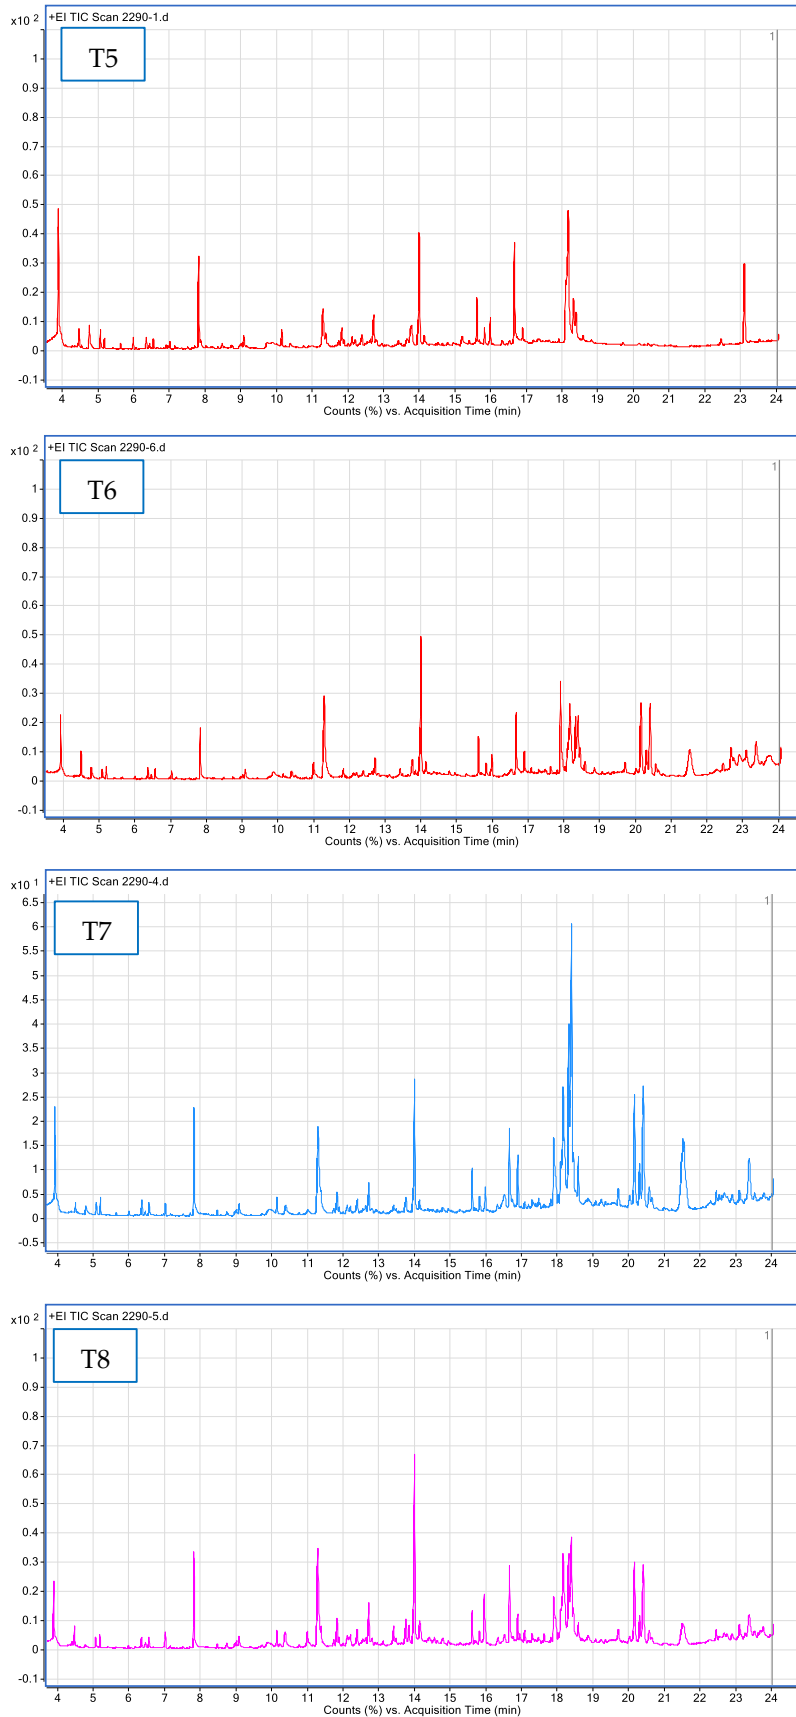 +EI TIC Scan 2290-1.d
x10 2
T5
1
1
0.9
0.8
0.7
0.6
0.5
0.4
0.3
0.2
0.1
0
-0.1
4 5 6 7 8 9 10 11 12 13 14 15 16 17 18 19 20 21 22 23 24
Counts (%) vs. Acquisition Time (min)
+EI TIC Scan 2290-6.d
x10 2
T6
1
1
0.9
0.8
0.7
0.6
0.5
0.4
0.3
0.2
0.1
0
-0.1
4 5 6 7 8 9 10 11 12 13 14 15 16 17 18 19 20 21 22 23 24
Counts (%) vs. Acquisition Time (min)
+EI TIC Scan 2290-4.d
x10 1
T7
1
6.5
6
5.5
5
4.5
4
3.5
3
2.5
2
1.5
1
0.5
0
-0.5
4 5 6 7 8 9 10 11 12 13 14 15 16 17 18 19 20 21 22 23 24
Counts (%) vs. Acquisition Time (min)
+EI TIC Scan 2290-5.d
x10 2
T8
1
1
0.9
0.8
0.7
0.6
0.5
0.4
0.3
0.2
0.1
0
-0.1
4 5 6 7 8 9 10 11 12 13 14 15 16 17 18 19 20 21 22 23 24
Counts (%) vs. Acquisition Time (min)